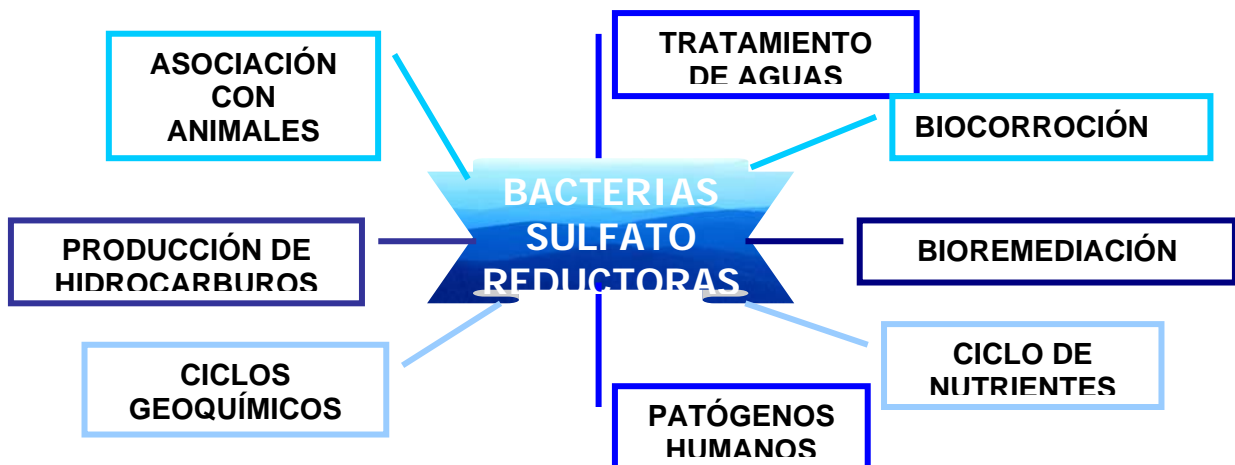 TRATAMIENTO
DE AGUAS
ASOCIACIÓN
CON
ANIMALES
BIOCORROCIÓN
BACTERIAS
SULFATO
REDUCTORAS
PRODUCCIÓN DE
HIDROCARBUROS
BIOREMEDIACIÓN
CICLOS
GEOQUÍMICOS
CICLO DE
NUTRIENTES
PATÓGENOS
HUMANOS